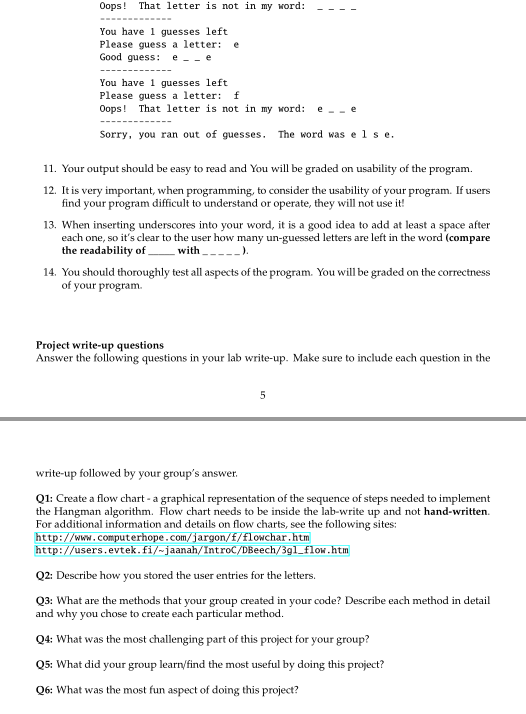 Oops!  That letter is not in my word:  _ _ _ _
-------------
You have 1 guesses left
Please guess a letter:  e
Good guess:  e _ _ e
-------------
You have 1 guesses left
Please guess a letter:  f
Oops!  That letter is not in my word:  e _ _ e
-------------
Sorry, you ran out of guesses.  The word was e l s e.
11. Your output should be easy to read and You will be graded on usability of the program.
12. It is very important, when programming, to consider the usability of your program. If users
find your program difficult to understand or operate, they will not use it!
13. When inserting underscores into your word, it is a good idea to add at least a space after
each one, so it's clear to the user how many un-guessed letters are left in the word (compare
the readability of _____ with _ _ _ _ _ ).
14. You should thoroughly test all aspects of the program. You will be graded on the correctness
of your program.
Project write-up questions
Answer the following questions in your lab write-up. Make sure to include each question in the
5
write-up followed by your group's answer.
Q1: Create a flow chart - a graphical representation of the sequence of steps needed to implement
the Hangman algorithm. Flow chart needs to be inside the lab-write up and not hand-written.
For additional information and details on flow charts, see the following sites:
http://www.computerhope.com/jargon/f/flowchar.htm
http://users.evtek.fi/~jaanah/IntroC/DBeech/3gl_flow.htm
Q2: Describe how you stored the user entries for the letters.
Q3: What are the methods that your group created in your code? Describe each method in detail
and why you chose to create each particular method.
Q4: What was the most challenging part of this project for your group?
Q5: What did your group learn/find the most useful by doing this project?
Q6: What was the most fun aspect of doing this project?